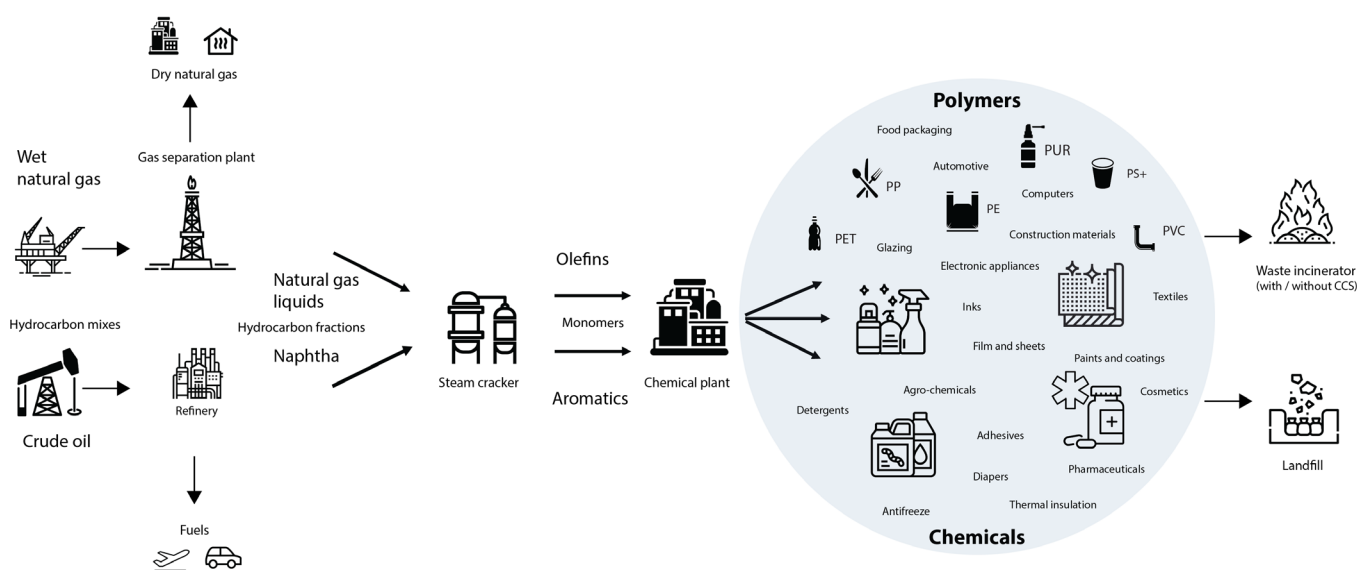 Dry natural gas
Wet
natural gas
Gas separation plant
Hydrocarbon mixes
Crude oil
Refinery
Fuels
Natural gas
liquids
Hydrocarbon fractions
Naphtha
Steam cracker
Olefins
Monomers
Aromatics
Chemical plant
Polymers
Food packaging
PUR
Automotive
PS+
PP
Computers
PE
PET
Glazing
Construction materials
PVC
Electronic appliances
Inks
Textiles
Film and sheets
Paints and coatings
Agro-chemicals
Cosmetics
Detergents
Adhesives
Pharmaceuticals
Diapers
Antifreeze
Thermal insulation
Chemicals
Waste incinerator
(with / without CCS)
Landfill